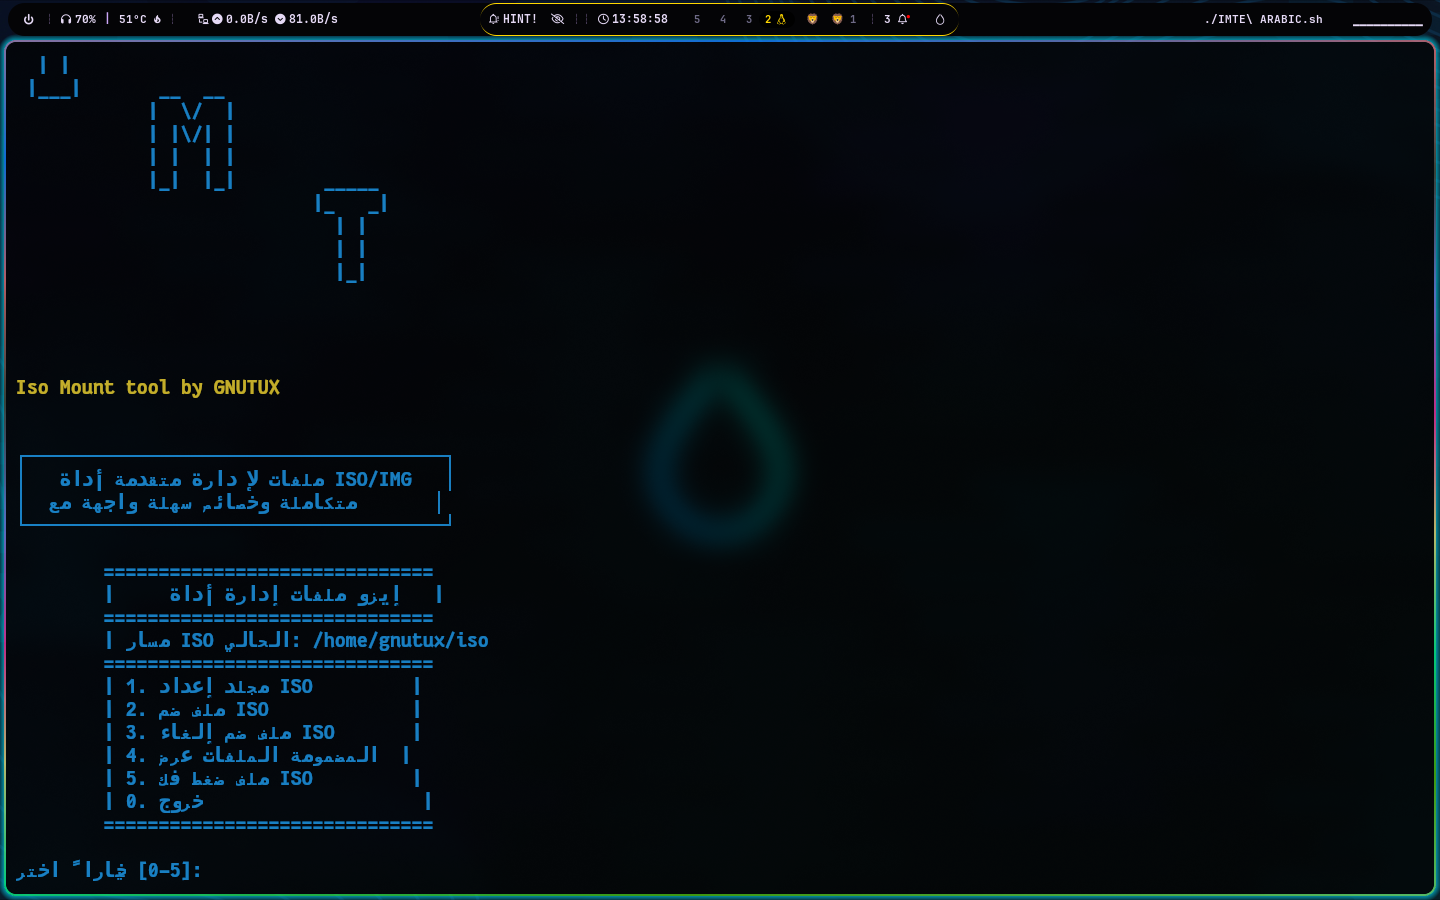 70% | 51°C 0.0B/s 81.0B/s HINT! 13:58:58 5 4 3 2 1 3 ./IMTE\ ARABIC.sh
Iso Mount tool by GNUTUX
أداة متقدمة لإدارة ملفات ISO/IMG
مع واجهة سهلة وخصائص متكاملة
==============================
| أداة إدارة ملفات إيزو |
==============================
| مسار ISO الحالي: /home/gnutux/iso
==============================
| 1. إعداد مجلد ISO |
| 2. ضم ملف ISO |
| 3. إلغاء ضم ملف ISO |
| 4. عرض الملفات المضمومة |
| 5. فك ضغط ملف ISO |
| 0. خروج |
==============================
اختر خياراً [0-5]: